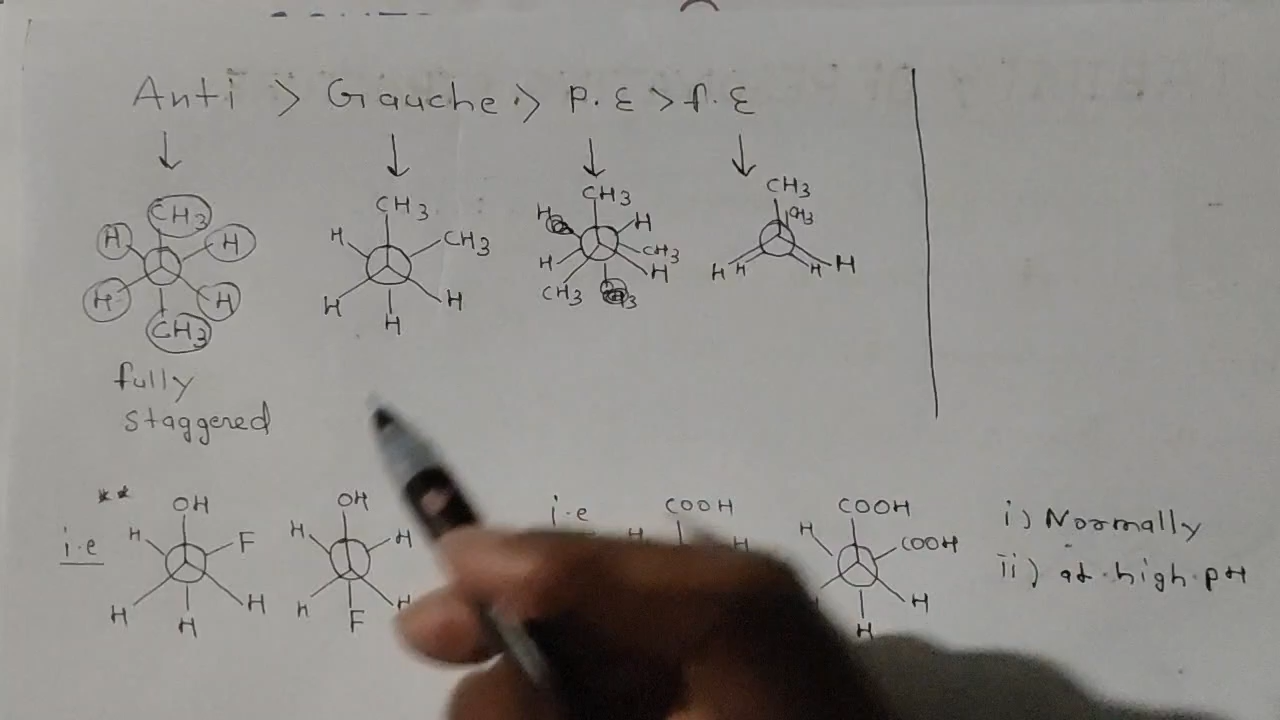 Anti > Gauche > P.E > f.E
CH3 H H H H CH3
CH3 H CH3 H H H
CH3 H H CH3 H H CH3
CH3 CH3 H H H H
fully
staggered
** i.e
OH H F H H H
OH H H H H F
i.e
COOH H H
COOH H COOH H H
i) Normally
ii) at high pH